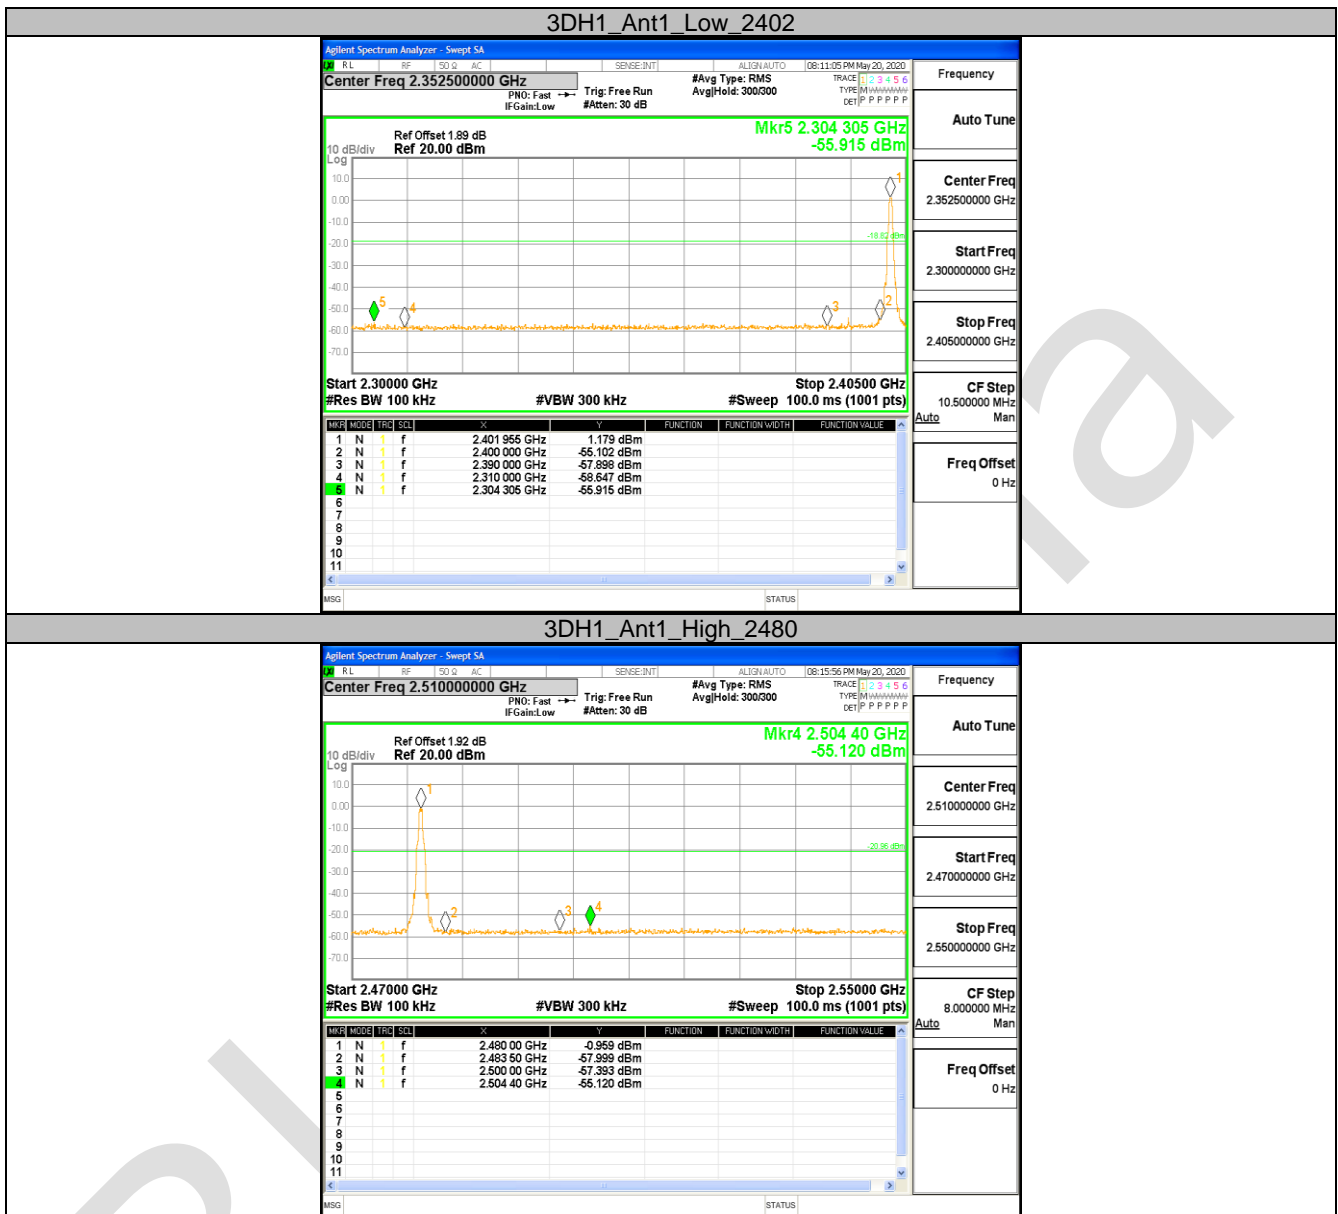 3DH1_Ant1_Low_2402
Agilent Spectrum Analyzer - Swept SA
LXI RL RF 50 Ω AC SENSE:INT ALIGN AUTO 08:11:05 PM May 20, 2020
Center Freq 2.352500000 GHz
PNO: Fast
IFGain:Low
Trig: Free Run
#Atten: 30 dB
#Avg Type: RMS
Avg|Hold: 300/300
TRACE 1 2 3 4 5 6
TYPE M WWWWW
DET P P P P P P
Frequency
Auto Tune
Center Freq
2.352500000 GHz
Start Freq
2.300000000 GHz
Stop Freq
2.405000000 GHz
CF Step
10.500000 MHz
Auto Man
Freq Offset
0 Hz
Mkr5 2.304 305 GHz
-55.915 dBm
Ref Offset 1.89 dB
10 dB/div Ref 20.00 dBm
Log
10.0
0.00
-10.0
-20.0
-30.0
-40.0
-50.0
-60.0
-70.0
-18.82 dBm
1
2
3
4
5
Start 2.30000 GHz Stop 2.40500 GHz
#Res BW 100 kHz #VBW 300 kHz #Sweep 100.0 ms (1001 pts)
MKR MODE TRC SCL X Y FUNCTION FUNCTION WIDTH FUNCTION VALUE
1 N 1 f 2.401 955 GHz 1.179 dBm
2 N 1 f 2.400 000 GHz -55.102 dBm
3 N 1 f 2.390 000 GHz -57.898 dBm
4 N 1 f 2.310 000 GHz -58.647 dBm
5 N 1 f 2.304 305 GHz -55.915 dBm
6
7
8
9
10
11
MSG STATUS
3DH1_Ant1_High_2480
Agilent Spectrum Analyzer - Swept SA
LXI RL RF 50 Ω AC SENSE:INT ALIGN AUTO 08:15:56 PM May 20, 2020
Center Freq 2.510000000 GHz
PNO: Fast
IFGain:Low
Trig: Free Run
#Atten: 30 dB
#Avg Type: RMS
Avg|Hold: 300/300
TRACE 1 2 3 4 5 6
TYPE M WWWWW
DET P P P P P P
Frequency
Auto Tune
Center Freq
2.510000000 GHz
Start Freq
2.470000000 GHz
Stop Freq
2.550000000 GHz
CF Step
8.000000 MHz
Auto Man
Freq Offset
0 Hz
Mkr4 2.504 40 GHz
-55.120 dBm
Ref Offset 1.92 dB
10 dB/div Ref 20.00 dBm
Log
10.0
0.00
-10.0
-20.0
-30.0
-40.0
-50.0
-60.0
-70.0
-20.96 dBm
1
2
3
4
Start 2.47000 GHz Stop 2.55000 GHz
#Res BW 100 kHz #VBW 300 kHz #Sweep 100.0 ms (1001 pts)
MKR MODE TRC SCL X Y FUNCTION FUNCTION WIDTH FUNCTION VALUE
1 N 1 f 2.480 00 GHz -0.959 dBm
2 N 1 f 2.483 50 GHz -57.999 dBm
3 N 1 f 2.500 00 GHz -57.393 dBm
4 N 1 f 2.504 40 GHz -55.120 dBm
5
6
7
8
9
10
11
MSG STATUS